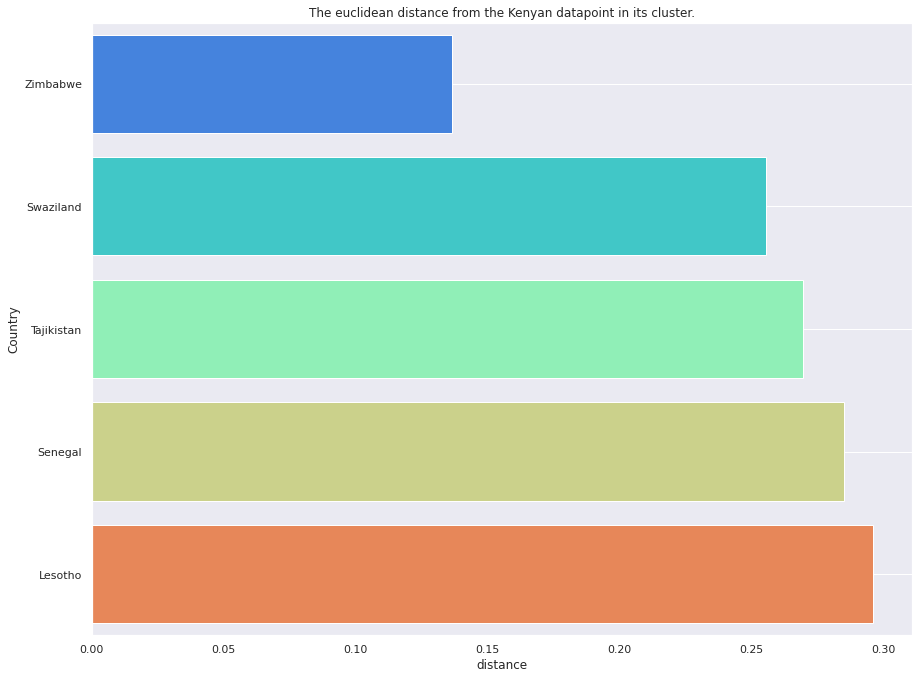 The euclidean distance from the Kenyan datapoint in its cluster.
Country
Zimbabwe
Swaziland
Tajikistan
Senegal
Lesotho
0.00 0.05 0.10 0.15 0.20 0.25 0.30
distance